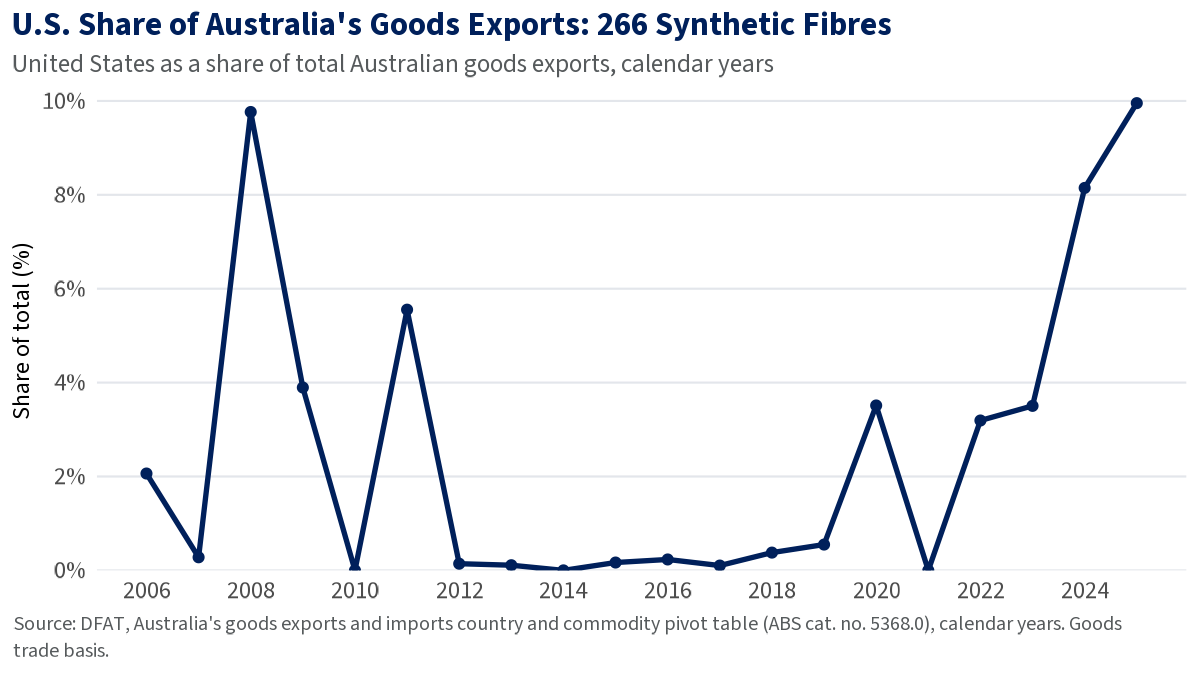 U.S. Share of Australia's Goods Exports: 266 Synthetic Fibres
United States as a share of total Australian goods exports, calendar years
Share of total (%)
10%
8%
6%
4%
2%
0%
2006 2008 2010 2012 2014 2016 2018 2020 2022 2024
Source: DFAT, Australia's goods exports and imports country and commodity pivot table (ABS cat. no. 5368.0), calendar years. Goods
trade basis.